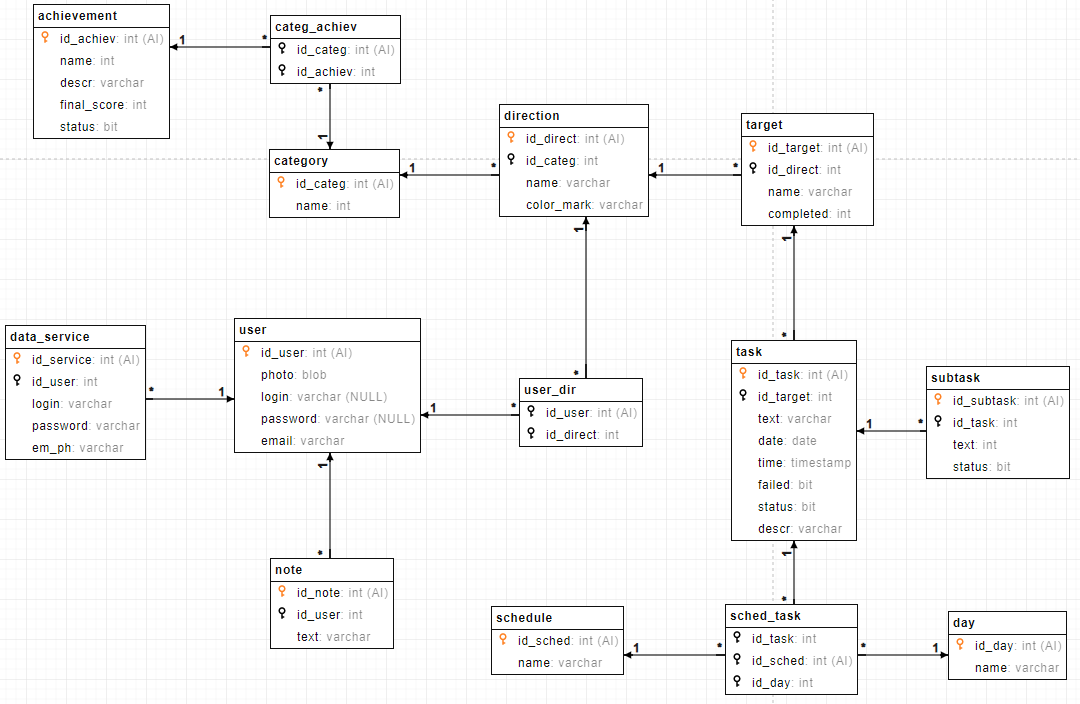 achievement
id_achiev: int (AI)
name: int
descr: varchar
final_score: int
status: bit
1
*
categ_achiev
id_categ: int (AI)
id_achiev: int
*
1
category
id_categ: int (AI)
name: int
1
*
direction
id_direct: int (AI)
id_categ: int
name: varchar
color_mark: varchar
1
*
target
id_target: int (AI)
id_direct: int
name: varchar
completed: int
1
1
*
*
data_service
id_service: int (AI)
id_user: int
login: varchar
password: varchar
em_ph: varchar
*
1
user
id_user: int (AI)
photo: blob
login: varchar (NULL)
password: varchar (NULL)
email: varchar
1
*
user_dir
id_user: int (AI)
id_direct: int
task
id_task: int (AI)
id_target: int
text: varchar
date: date
time: timestamp
failed: bit
status: bit
descr: varchar
1
*
subtask
id_subtask: int (AI)
id_task: int
text: int
status: bit
1
*
1
*
note
id_note: int (AI)
id_user: int
text: varchar
schedule
id_sched: int (AI)
name: varchar
1
*
sched_task
id_task: int
id_sched: int (AI)
id_day: int
*
1
day
id_day: int (AI)
name: varchar